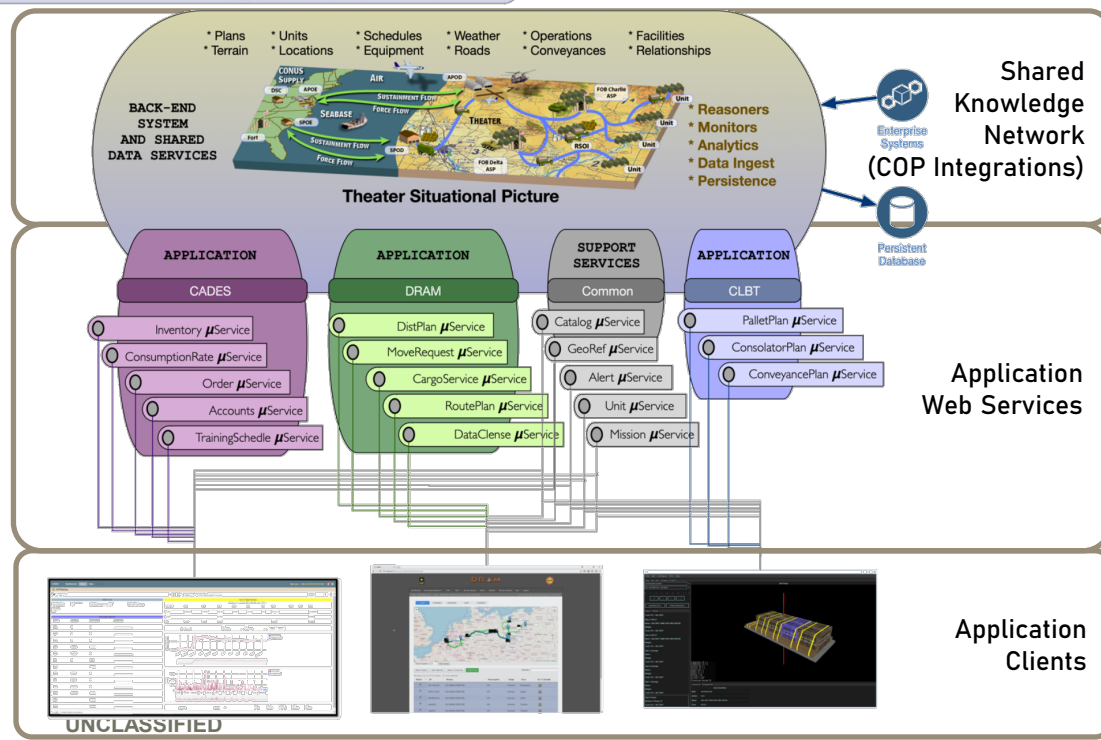 * Plans * Units * Schedules * Weather * Operations * Facilities
* Terrain * Locations * Equipment * Roads * Conveyances * Relationships
BACK-END
SYSTEM
AND SHARED
DATA SERVICES
CONUS
SUPPLY
AIR
DSC
APOE
APOD
SUSTAINMENT FLOW
FORCE FLOW
SEABASE
SPOE
Fort
SUSTAINMENT FLOW
FORCE FLOW
SPOD
THEATER
FOB Charlie
ASP
Unit
Unit
RSOI
FOB Delta
ASP
Unit
Unit
* Reasoners
* Monitors
* Analytics
* Data Ingest
* Persistence
Theater Situational Picture
Enterprise
Systems
Persistent
Database
Shared
Knowledge
Network
(COP Integrations)
APPLICATION
CADES
Inventory µService
ConsumptionRate µService
Order µService
Accounts µService
TrainingSchedle µService
APPLICATION
DRAM
DistPlan µService
MoveRequest µService
CargoService µService
RoutePlan µService
DataClense µService
SUPPORT
SERVICES
Common
Catalog µService
GeoRef µService
Alert µService
Unit µService
Mission µService
APPLICATION
CLBT
PalletPlan µService
ConsolatorPlan µService
ConveyancePlan µService
Application
Web Services
DRAM
Application
Clients
UNCLASSIFIED